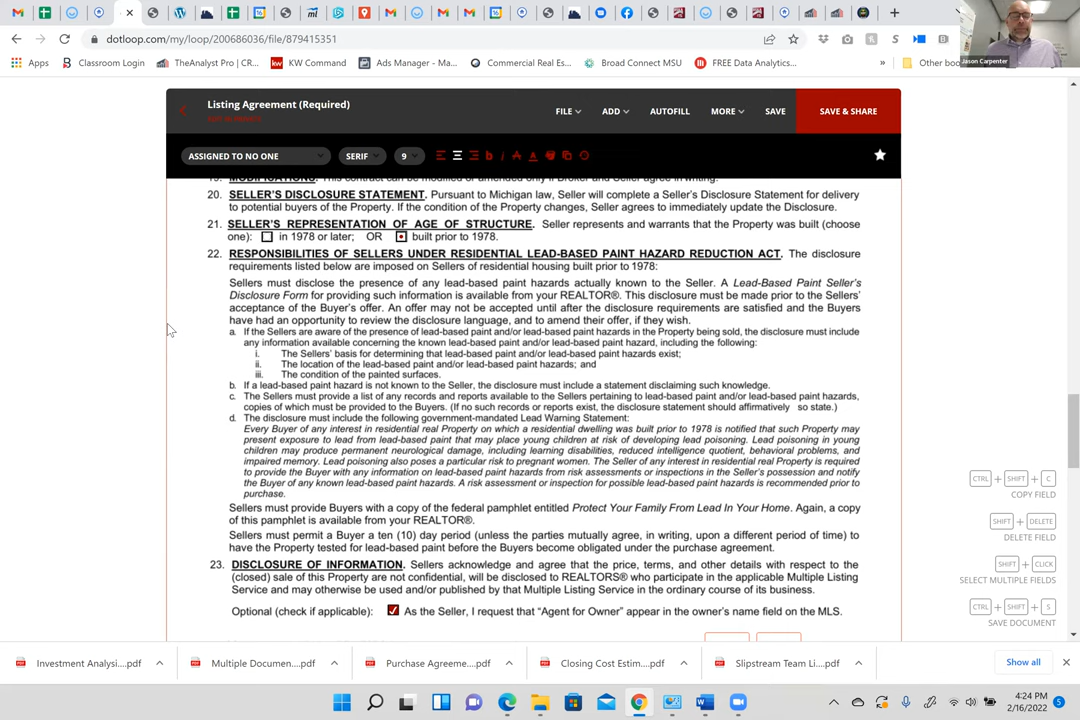 dotloop.com/my/loop/200686036/file/879415351
Apps
Classroom Login
TheAnalyst Pro | CR...
KW Command
Ads Manager - Ma...
Commercial Real Es...
Broad Connect MSU
FREE Data Analytics...
»
Other boo
Jason Carpenter
Listing Agreement (Required)
FILE
ADD
AUTOFILL
MORE
SAVE
SAVE & SHARE
ASSIGNED TO NO ONE
SERIF
9
19. MODIFICATIONS. This contract can be modified or amended only if Broker and Seller agree in writing.
20. SELLER'S DISCLOSURE STATEMENT. Pursuant to Michigan law, Seller will complete a Seller's Disclosure Statement for delivery
to potential buyers of the Property. If the condition of the Property changes, Seller agrees to immediately update the Disclosure.
21. SELLER'S REPRESENTATION OF AGE OF STRUCTURE. Seller represents and warrants that the Property was built (choose
one): in 1978 or later; OR built prior to 1978.
22. RESPONSIBILITIES OF SELLERS UNDER RESIDENTIAL LEAD-BASED PAINT HAZARD REDUCTION ACT. The disclosure
requirements listed below are imposed on Sellers of residential housing built prior to 1978:
Sellers must disclose the presence of any lead-based paint hazards actually known to the Seller. A Lead-Based Paint Seller's
Disclosure Form for providing such information is available from your REALTOR®. This disclosure must be made prior to the Sellers'
acceptance of the Buyer's offer. An offer may not be accepted until after the disclosure requirements are satisfied and the Buyers
have had an opportunity to review the disclosure language, and to amend their offer, if they wish.
a. If the Sellers are aware of the presence of lead-based paint and/or lead-based paint hazards in the Property being sold, the disclosure must include
any information available concerning the known lead-based paint and/or lead-based paint hazard, including the following:
i. The Sellers' basis for determining that lead-based paint and/or lead-based paint hazards exist;
ii. The location of the lead-based paint and/or lead-based paint hazards; and
iii. The condition of the painted surfaces.
b. If a lead-based paint hazard is not known to the Seller, the disclosure must include a statement disclaiming such knowledge.
c. The Sellers must provide a list of any records and reports available to the Sellers pertaining to lead-based paint and/or lead-based paint hazards,
copies of which must be provided to the Buyers. (If no such records or reports exist, the disclosure statement should affirmatively so state.)
d. The disclosure must include the following government-mandated Lead Warning Statement:
Every Buyer of any interest in residential real Property on which a residential dwelling was built prior to 1978 is notified that such Property may
present exposure to lead from lead-based paint that may place young children at risk of developing lead poisoning. Lead poisoning in young
children may produce permanent neurological damage, including learning disabilities, reduced intelligence quotient, behavioral problems, and
impaired memory. Lead poisoning also poses a particular risk to pregnant women. The Seller of any interest in residential real Property is required
to provide the Buyer with any information on lead-based paint hazards from risk assessments or inspections in the Seller's possession and notify
the Buyer of any known lead-based paint hazards. A risk assessment or inspection for possible lead-based paint hazards is recommended prior to
purchase.
Sellers must provide Buyers with a copy of the federal pamphlet entitled Protect Your Family From Lead In Your Home. Again, a copy
of this pamphlet is available from your REALTOR®.
Sellers must permit a Buyer a ten (10) day period (unless the parties mutually agree, in writing, upon a different period of time) to
have the Property tested for lead-based paint before the Buyers become obligated under the purchase agreement.
23. DISCLOSURE OF INFORMATION. Sellers acknowledge and agree that the price, terms, and other details with respect to the
(closed) sale of this Property are not confidential, will be disclosed to REALTORS® who participate in the applicable Multiple Listing
Service and may otherwise be used and/or published by that Multiple Listing Service in the ordinary course of its business.
Optional (check if applicable): As the Seller, I request that "Agent for Owner" appear in the owner's name field on the MLS.
CTRL + SHIFT + C
COPY FIELD
SHIFT + DELETE
DELETE FIELD
SHIFT + CLICK
SELECT MULTIPLE FIELDS
CTRL + SHIFT + S
SAVE DOCUMENT
Investment Analysi....pdf
Multiple Documen....pdf
Purchase Agreeme....pdf
Closing Cost Estim....pdf
Slipstream Team Li....pdf
Show all
4:24 PM
2/16/2022